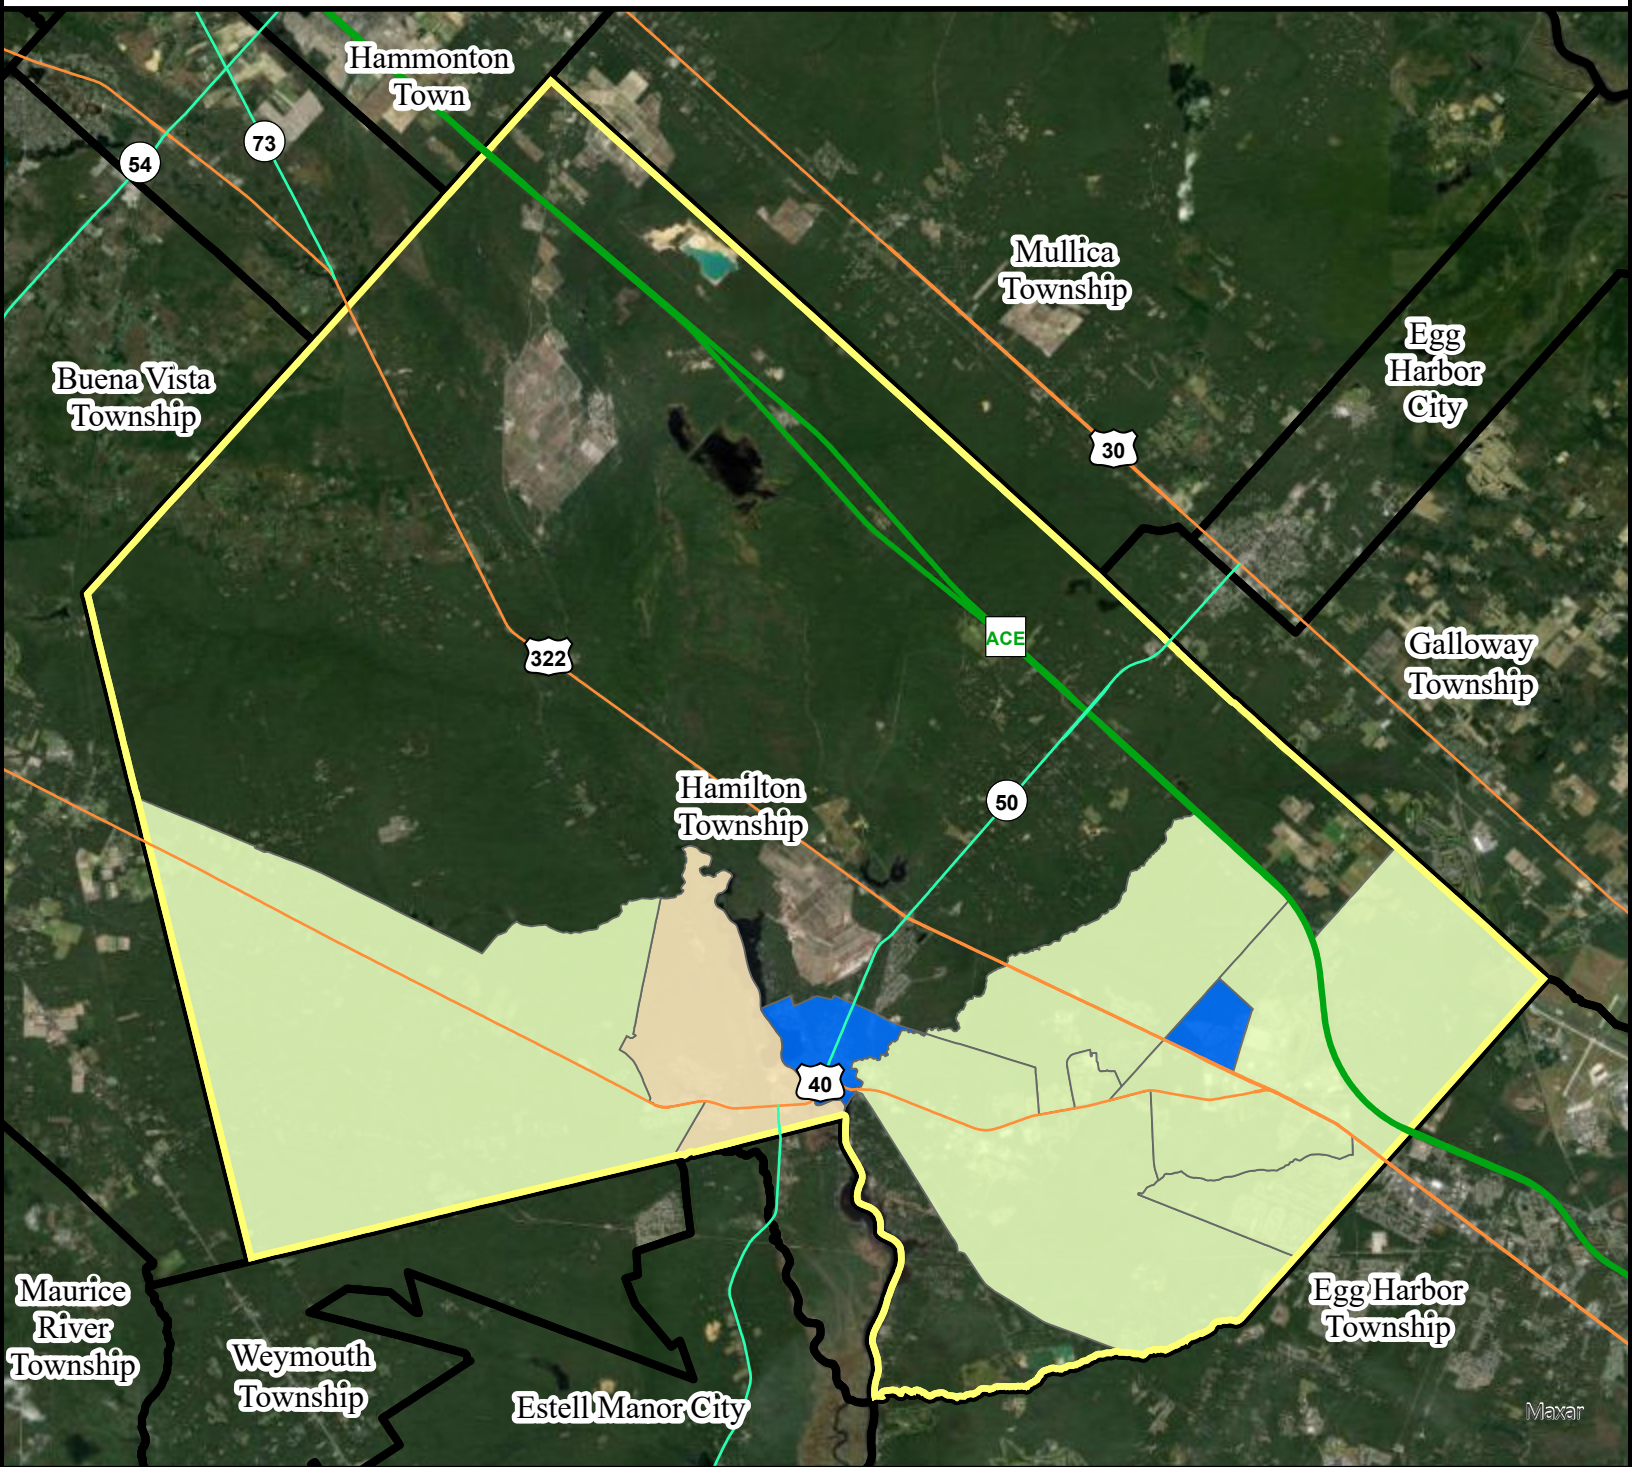 Hammonton
Town
73
54
Mullica
Township
Egg
Harbor
City
Buena Vista
Township
30
ACE
322
Galloway
Township
Hamilton
Township
50
40
Maurice
River
Township
Weymouth
Township
Estell Manor City
Egg Harbor
Township
Maxar